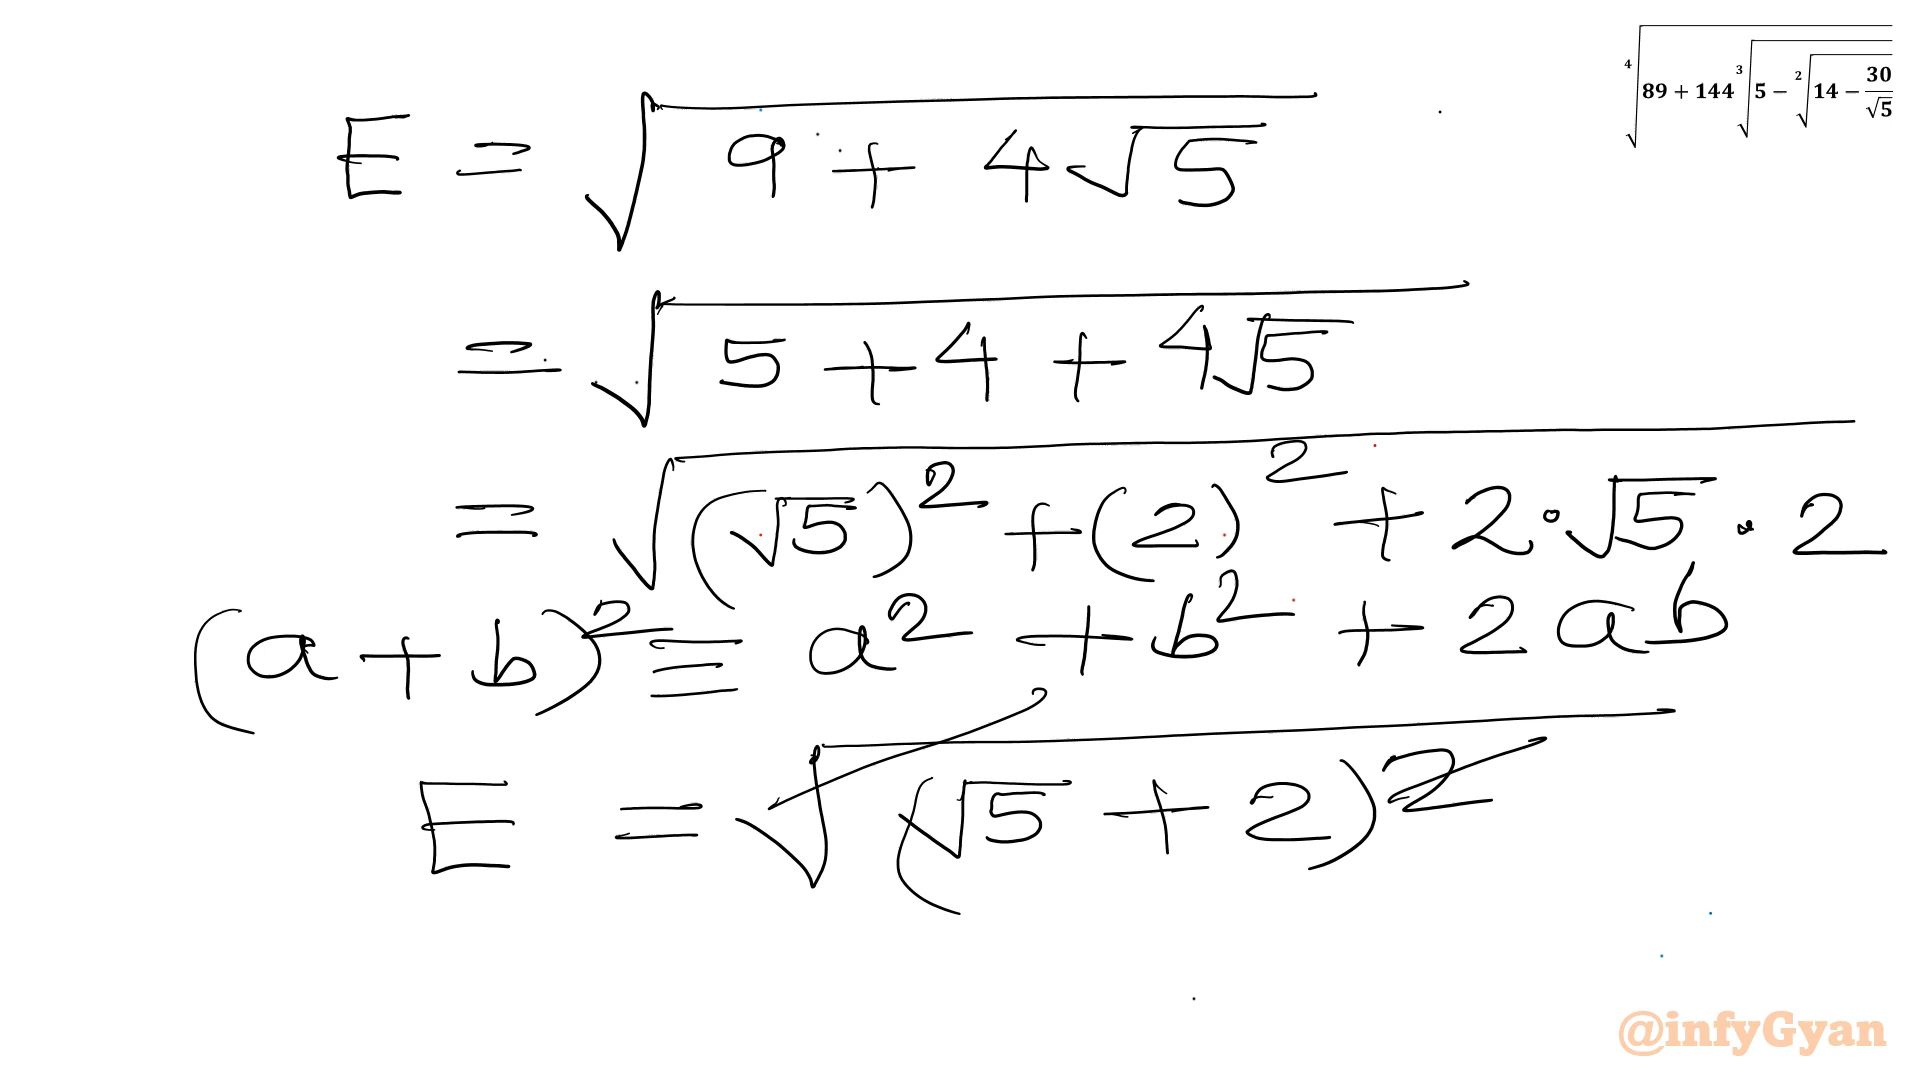 ⁴√(89 + 144 ³√(5 − ²√(14 − 30/√5)))
E = √(9 + 4√5)
= √(5 + 4 + 4√5)
= √((√5)² + (2)² + 2·√5·2)
(a + b)² ≡ a² + b² + 2ab
E = √((√5 + 2)²)
@infyGyan